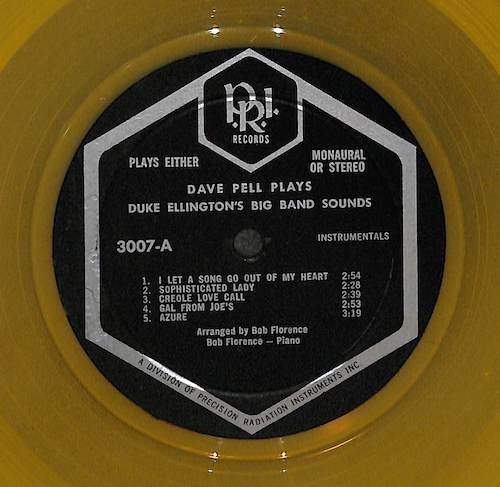 P.R.I.
RECORDS
PLAYS EITHER
MONAURAL
OR STEREO
DAVE PELL PLAYS
DUKE ELLINGTON'S BIG BAND SOUNDS
3007-A
INSTRUMENTALS
1. I LET A SONG GO OUT OF MY HEART 2:54
2. SOPHISTICATED LADY 2:28
3. CREOLE LOVE CALL 2:39
4. GAL FROM JOE'S 2:53
5. AZURE 3:19
Arranged by Bob Florence
Bob Florence — Piano
A DIVISION OF PRECISION RADIATION INSTRUMENTS INC